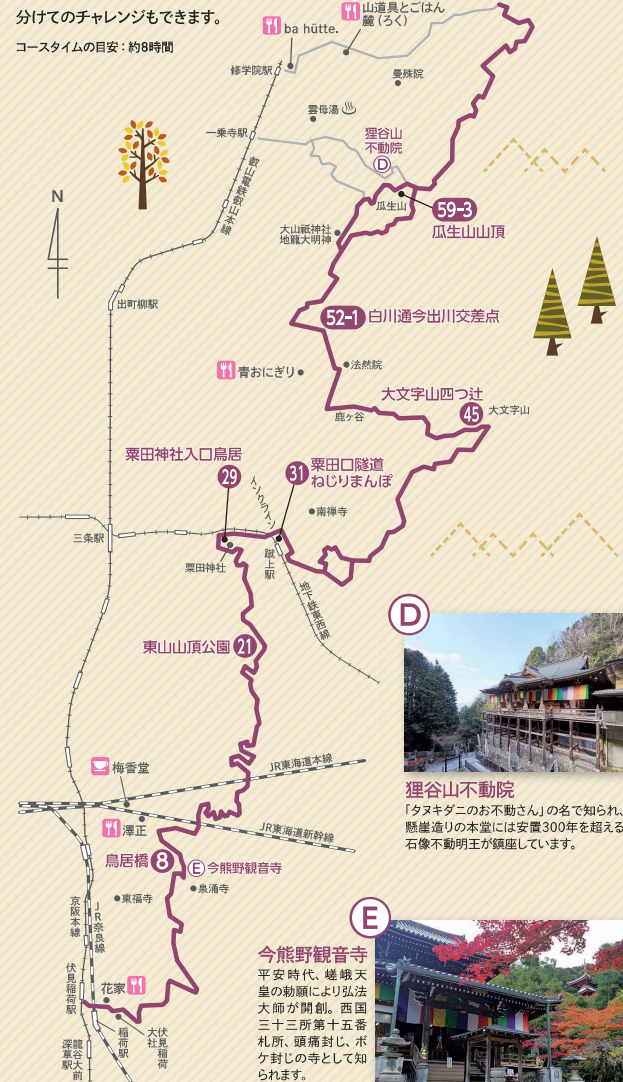 分けてのチャレンジもできます。
コースタイムの目安：約8時間
ba hütte.
山道具とごはん
麓（ろく）
修学院駅
曼殊院
雲母湯
一乗寺駅
狸谷山
不動院
D
叡山電鉄叡山本線
瓜生山
59-3
瓜生山山頂
大山祇神社
地龍大明神
N
出町柳駅
52-1 白川通今出川交差点
青おにぎり
法然院
大文字山四つ辻
45
大文字山
鹿ヶ谷
粟田神社入口鳥居
29
31
粟田口隧道
ねじりまんぽ
インクライン
南禅寺
三条駅
粟田神社
蹴上駅
地下鉄東西線
東山山頂公園 21
D
狸谷山不動院
「タヌキダニのお不動さん」の名で知られ、
懸崖造りの本堂には安置300年を超える
石像不動明王が鎮座しています。
梅香堂
JR東海道本線
澤正
JR東海道新幹線
鳥居橋 8
E 今熊野観音寺
泉涌寺
東福寺
京阪本線
JR奈良線
伏見稲荷駅
花家
稲荷駅
伏見稲荷
大社
龍谷大前
深草駅
E
今熊野観音寺
平安時代、嵯峨天
皇の勅願により弘法
大師が開創。西国
三十三所第十五番
札所、頭痛封じ、ボ
ケ封じの寺として知
られます。